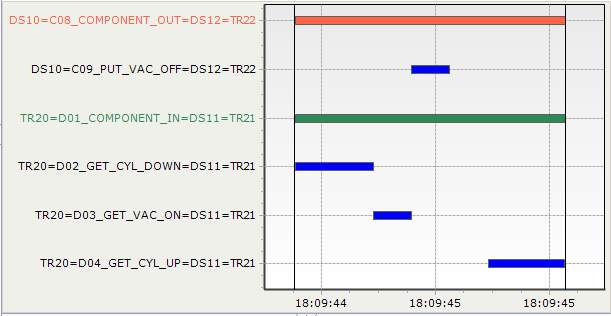 DS10=C08_COMPONENT_OUT=DS12=TR22
DS10=C09_PUT_VAC_OFF=DS12=TR22
TR20=D01_COMPONENT_IN=DS11=TR21
TR20=D02_GET_CYL_DOWN=DS11=TR21
TR20=D03_GET_VAC_ON=DS11=TR21
TR20=D04_GET_CYL_UP=DS11=TR21
18:09:44 18:09:45 18:09:45